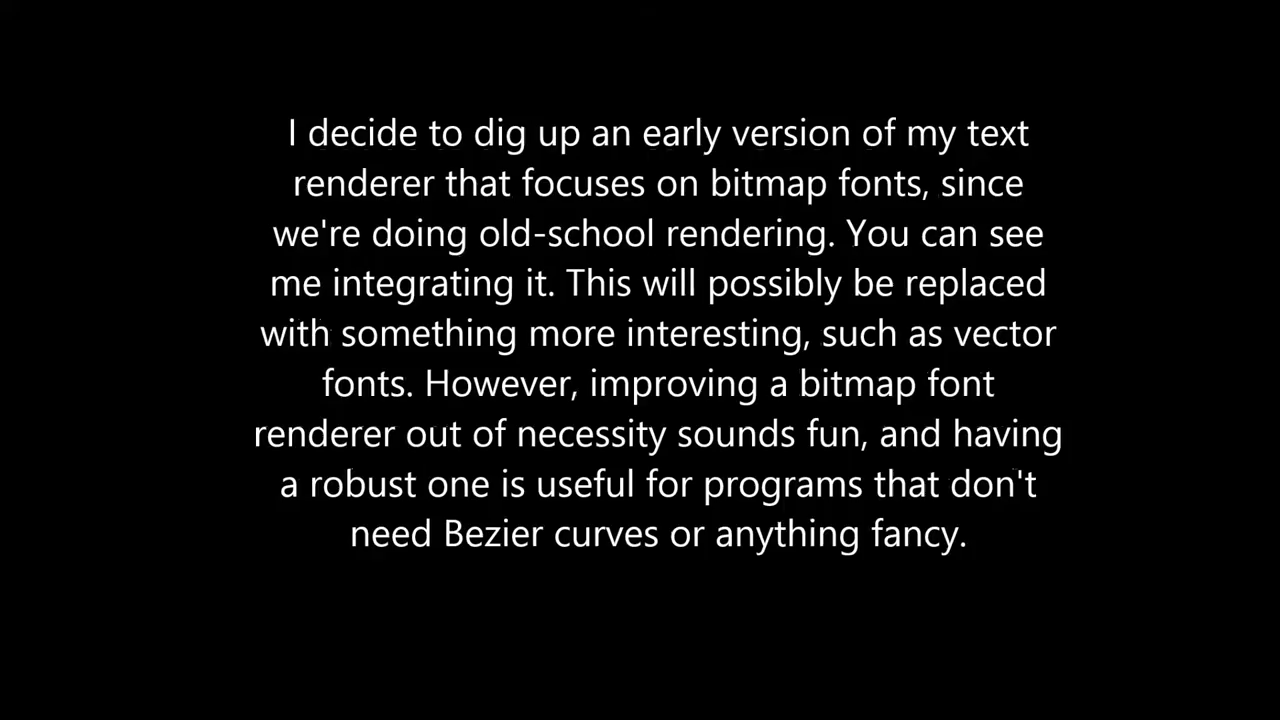 I decide to dig up an early version of my text
renderer that focuses on bitmap fonts, since
we're doing old-school rendering. You can see
me integrating it. This will possibly be replaced
with something more interesting, such as vector
fonts. However, improving a bitmap font
renderer out of necessity sounds fun, and having
a robust one is useful for programs that don't
need Bezier curves or anything fancy.